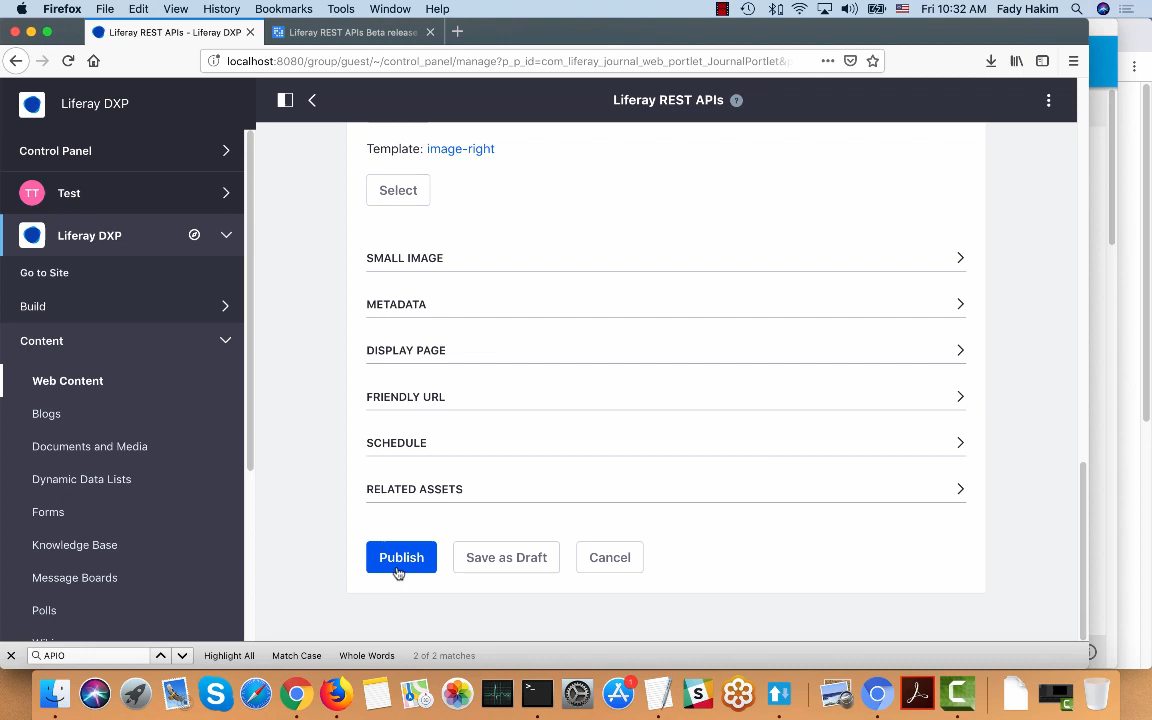 Firefox File Edit View History Bookmarks Tools Window Help Fri 10:32 AM Fady Hakim
Liferay REST APIs - Liferay DXP
Liferay REST APIs Beta release
localhost:8080/group/guest/~/control_panel/manage?p_p_id=com_liferay_journal_web_portlet_JournalPortlet&p
Liferay DXP
Liferay REST APIs ?
Control Panel
Template: image-right
TT Test
Select
Liferay DXP
SMALL IMAGE
Go to Site
Build
METADATA
Content
DISPLAY PAGE
Web Content
FRIENDLY URL
Blogs
Documents and Media
SCHEDULE
Dynamic Data Lists
RELATED ASSETS
Forms
Knowledge Base
Publish Save as Draft Cancel
Message Boards
Polls
APIO Highlight All Match Case Whole Words 2 of 2 matches
1